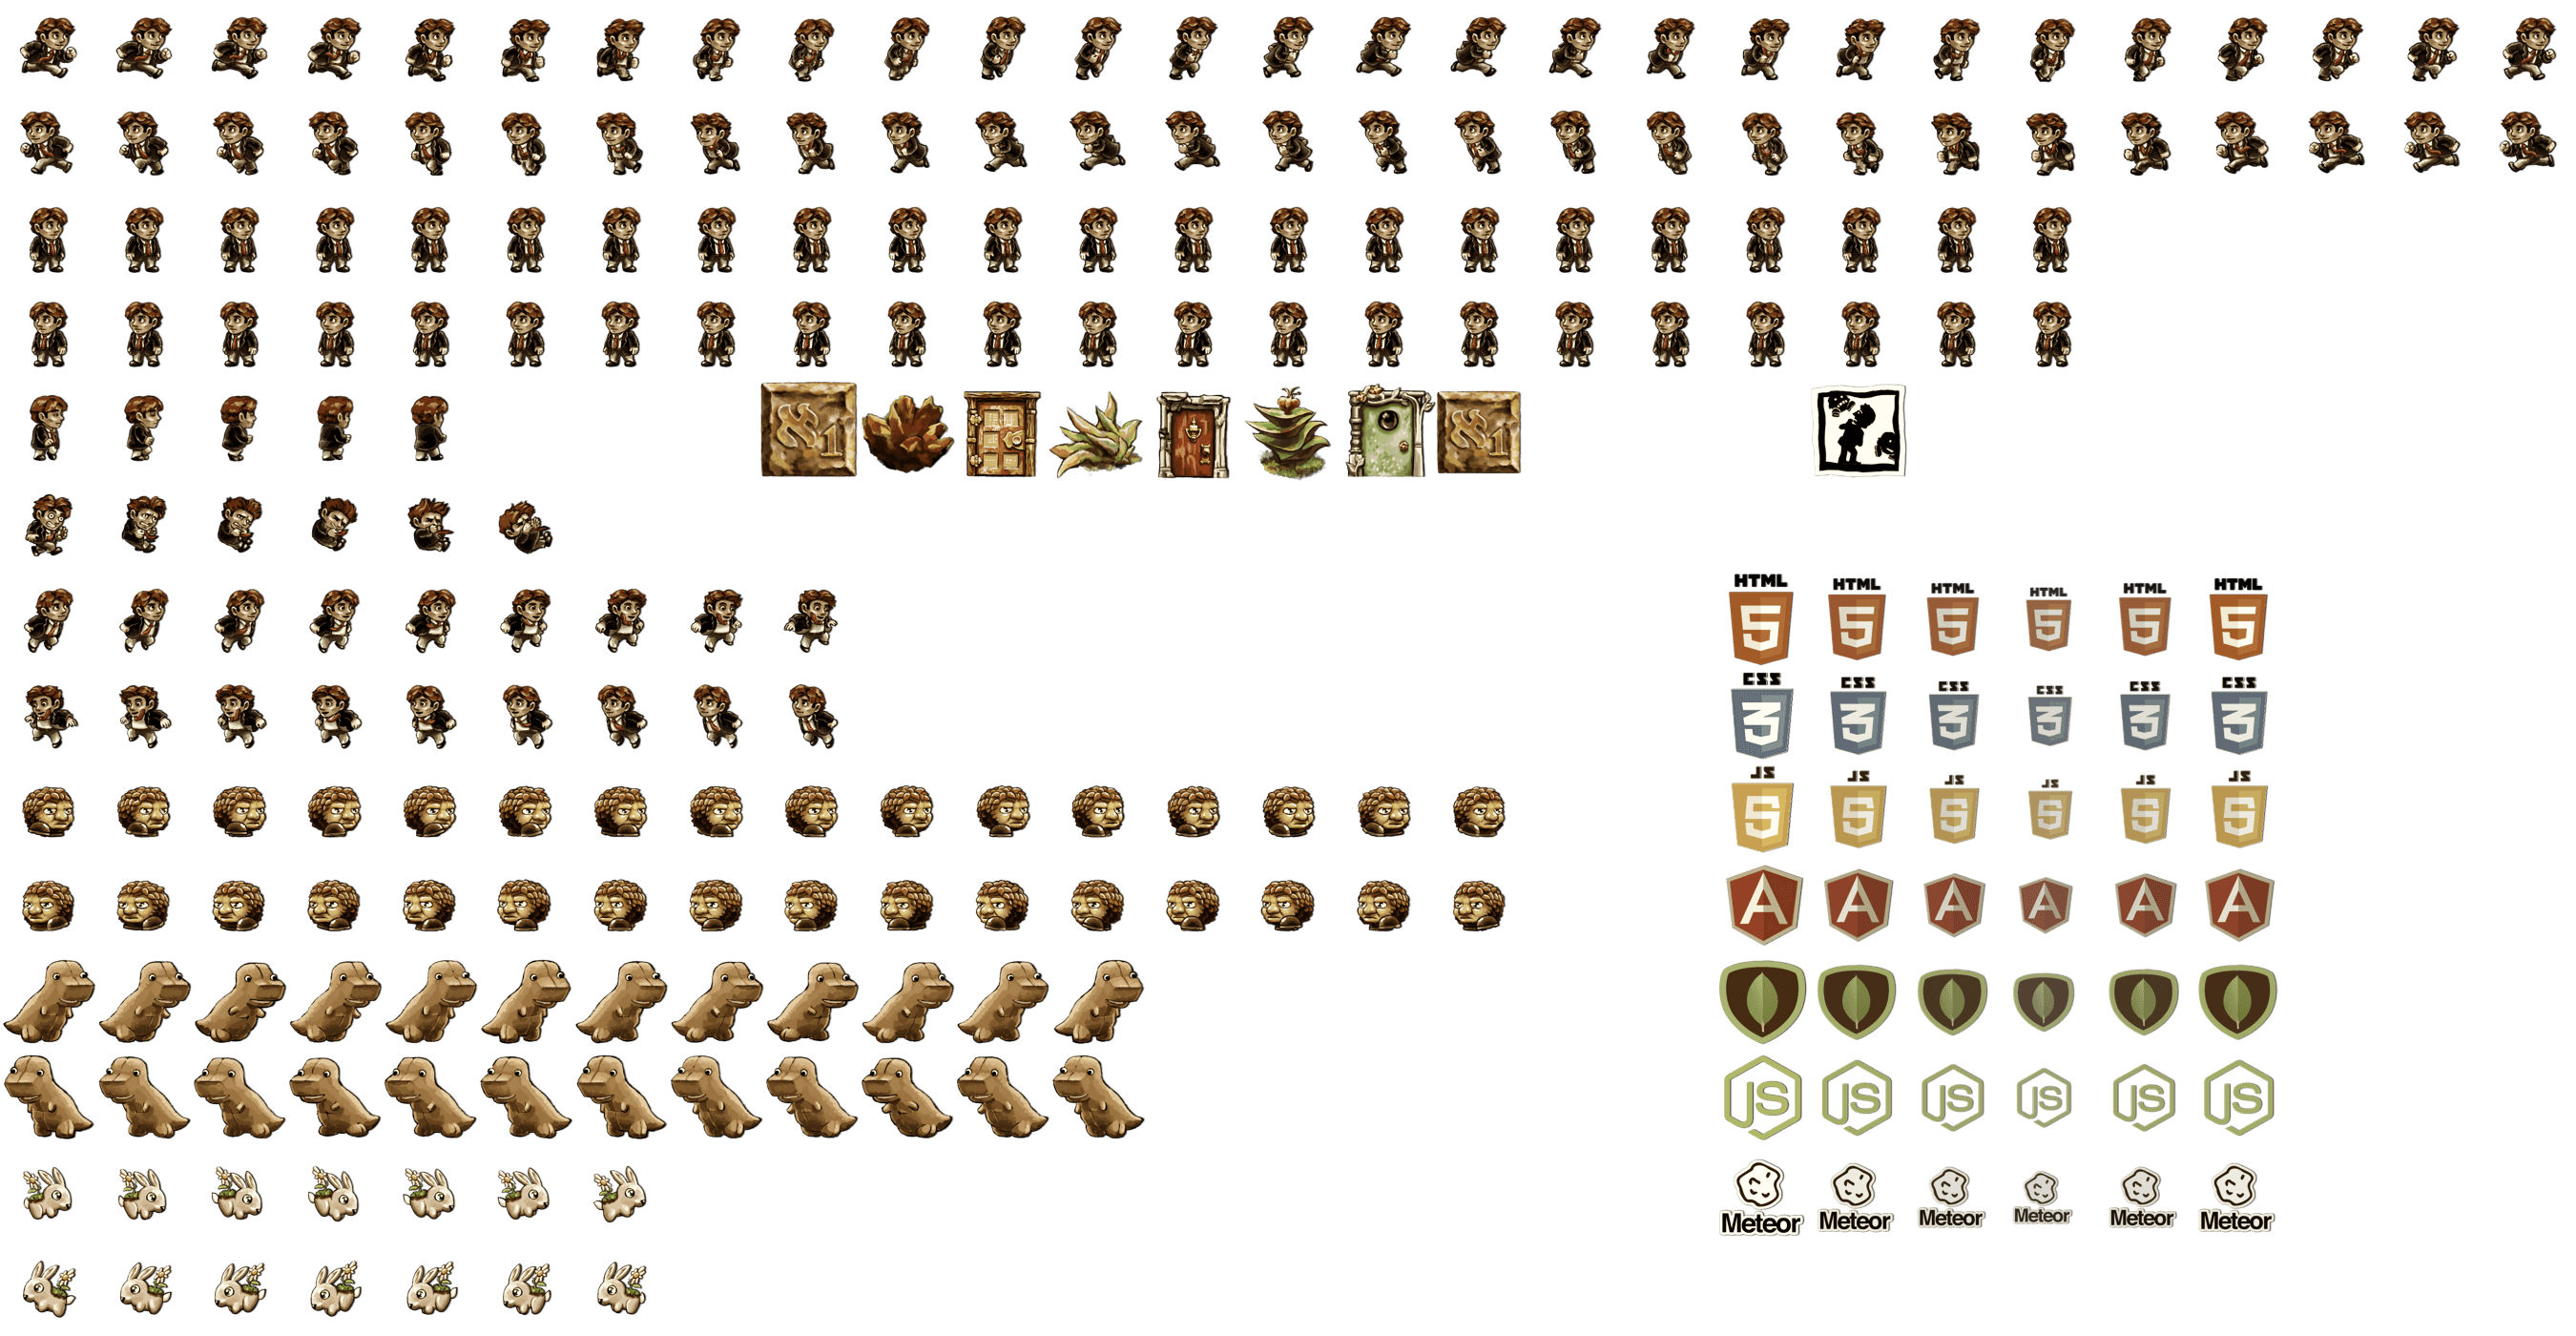 ℵ1 ℵ1
HTML HTML HTML HTML HTML HTML
5 5 5 5 5 5
CSS CSS CSS CSS CSS CSS
3 3 3 3 3 3
JS JS JS JS JS JS
5 5 5 5 5 5
A A A A A A
JS JS JS JS JS JS
Meteor Meteor Meteor Meteor Meteor Meteor